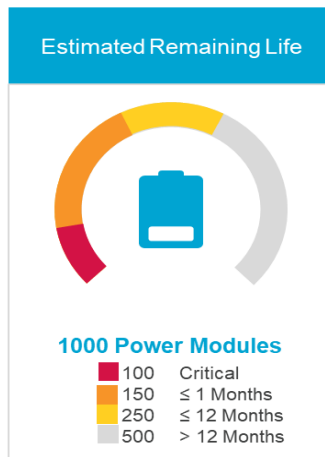 Estimated Remaining Life
1000 Power Modules
100 Critical
150 ≤ 1 Months
250 ≤ 12 Months
500 > 12 Months